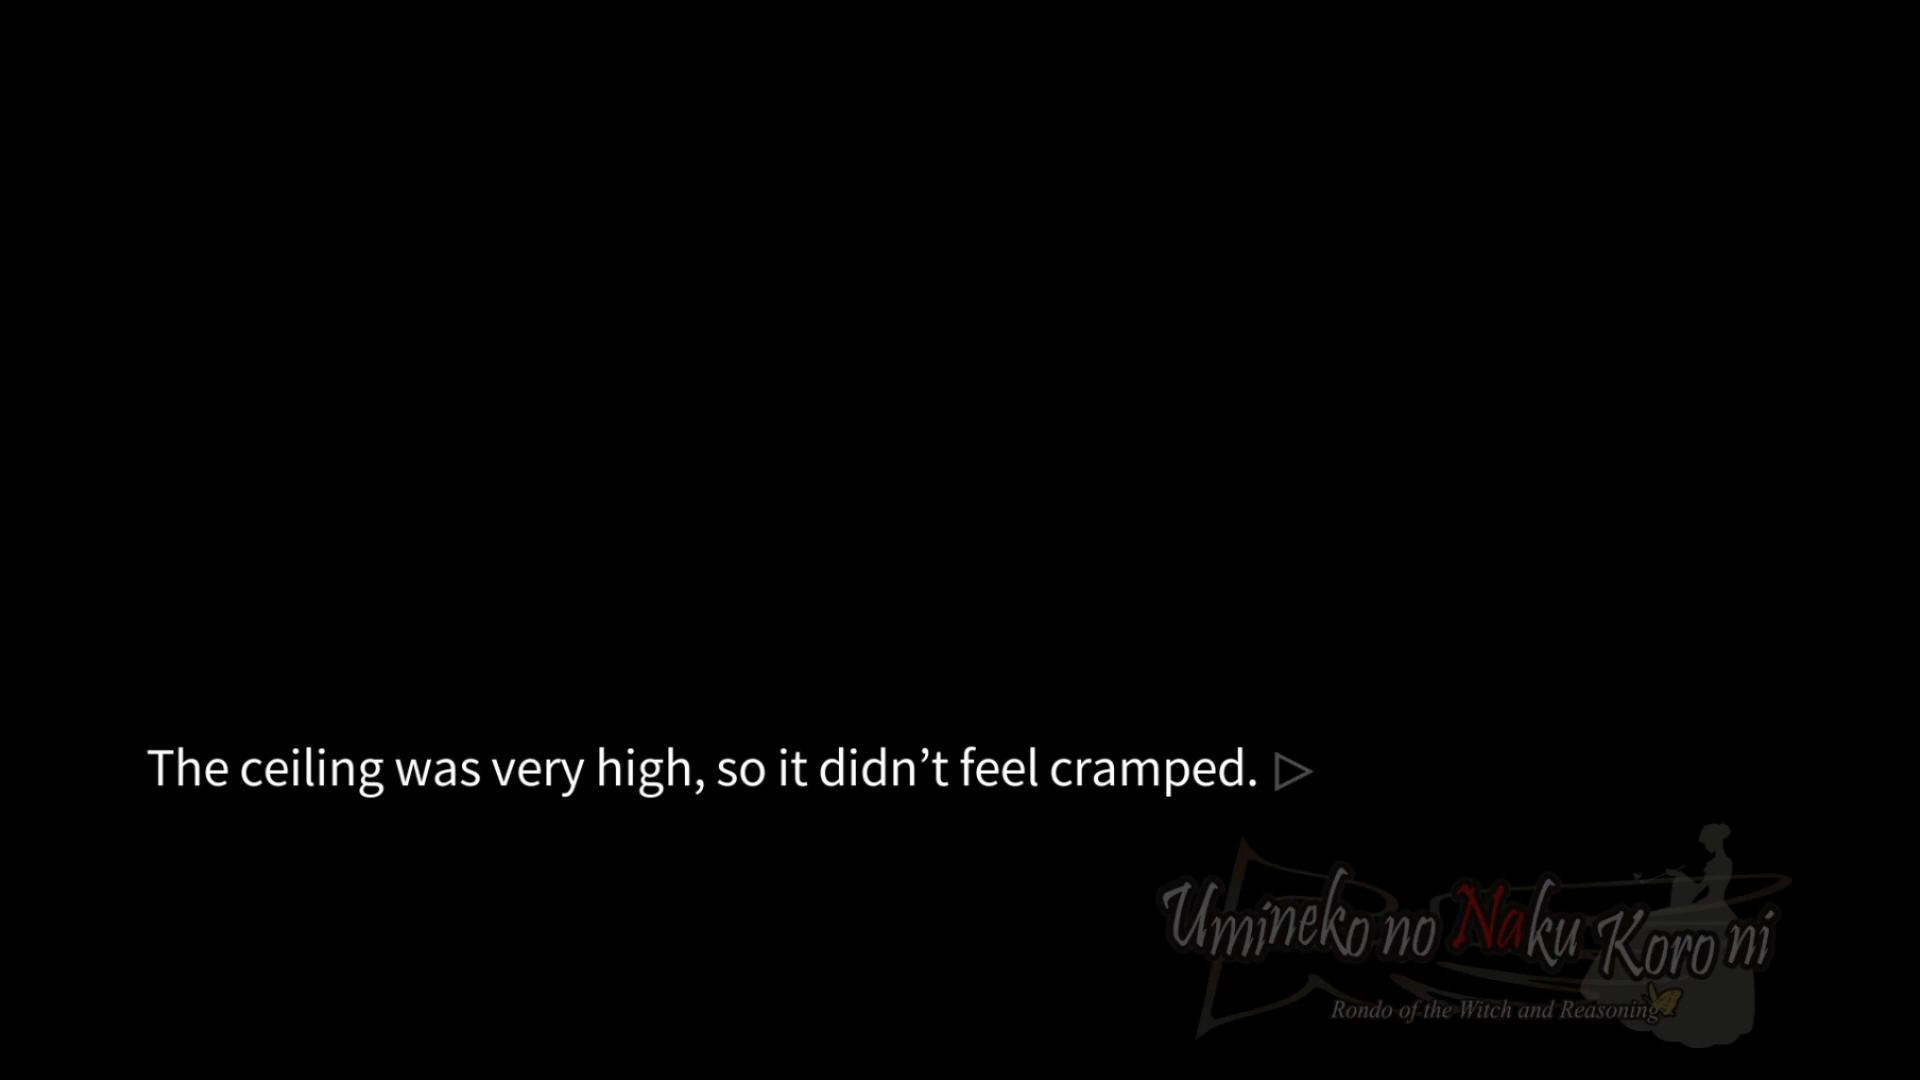 The ceiling was very high, so it didn’t feel cramped.
Umineko no Naku Koro ni
Rondo of the Witch and Reasoning